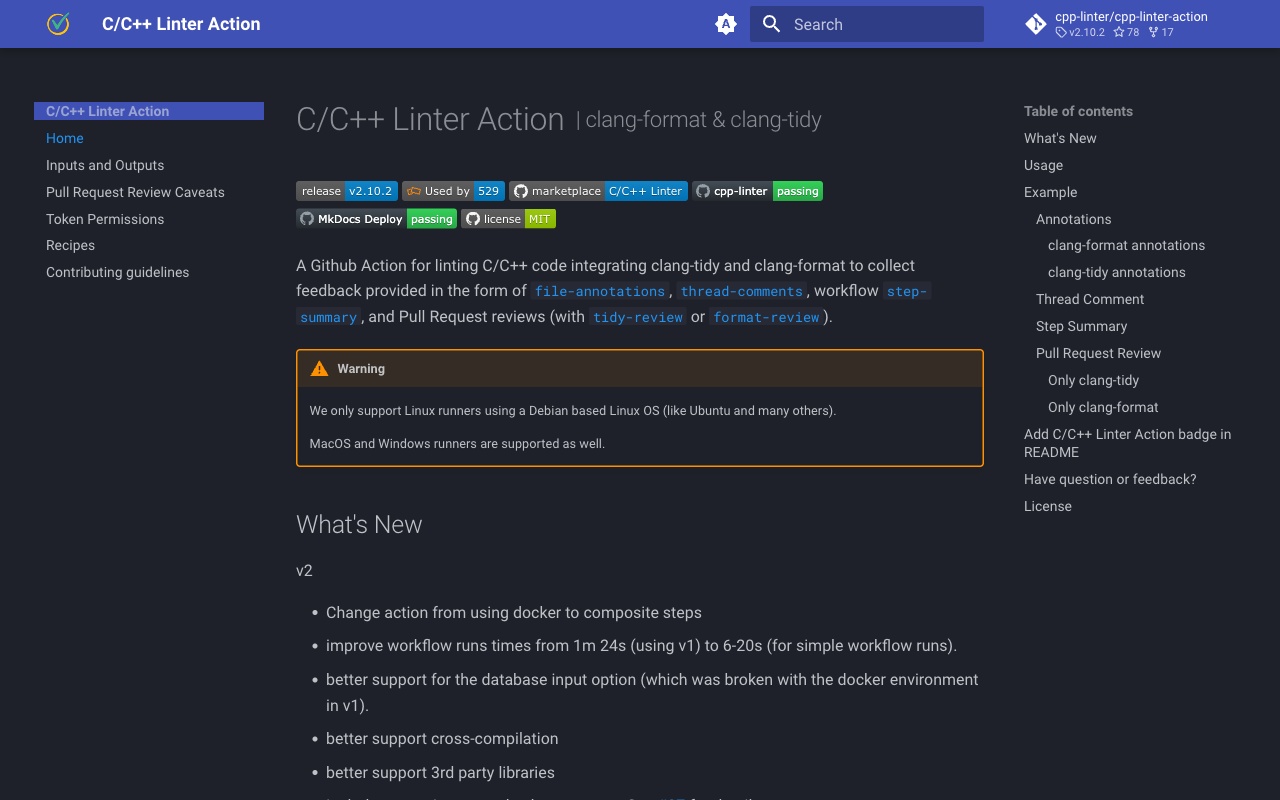 C/C++ Linter Action
A
Search
cpp-linter/cpp-linter-action
v2.10.2 78 17
C/C++ Linter Action
Home
Inputs and Outputs
Pull Request Review Caveats
Token Permissions
Recipes
Contributing guidelines
C/C++ Linter Action | clang-format & clang-tidy
release v2.10.2 Used by 529 marketplace C/C++ Linter cpp-linter passing
MkDocs Deploy passing license MIT
A Github Action for linting C/C++ code integrating clang-tidy and clang-format to collect
feedback provided in the form of file-annotations, thread-comments, workflow step-
summary, and Pull Request reviews (with tidy-review or format-review).
Warning
We only support Linux runners using a Debian based Linux OS (like Ubuntu and many others).
MacOS and Windows runners are supported as well.
What's New
v2
• Change action from using docker to composite steps
• improve workflow runs times from 1m 24s (using v1) to 6-20s (for simple workflow runs).
• better support for the database input option (which was broken with the docker environment
in v1).
• better support cross-compilation
• better support 3rd party libraries
Table of contents
What's New
Usage
Example
Annotations
clang-format annotations
clang-tidy annotations
Thread Comment
Step Summary
Pull Request Review
Only clang-tidy
Only clang-format
Add C/C++ Linter Action badge in
README
Have question or feedback?
License